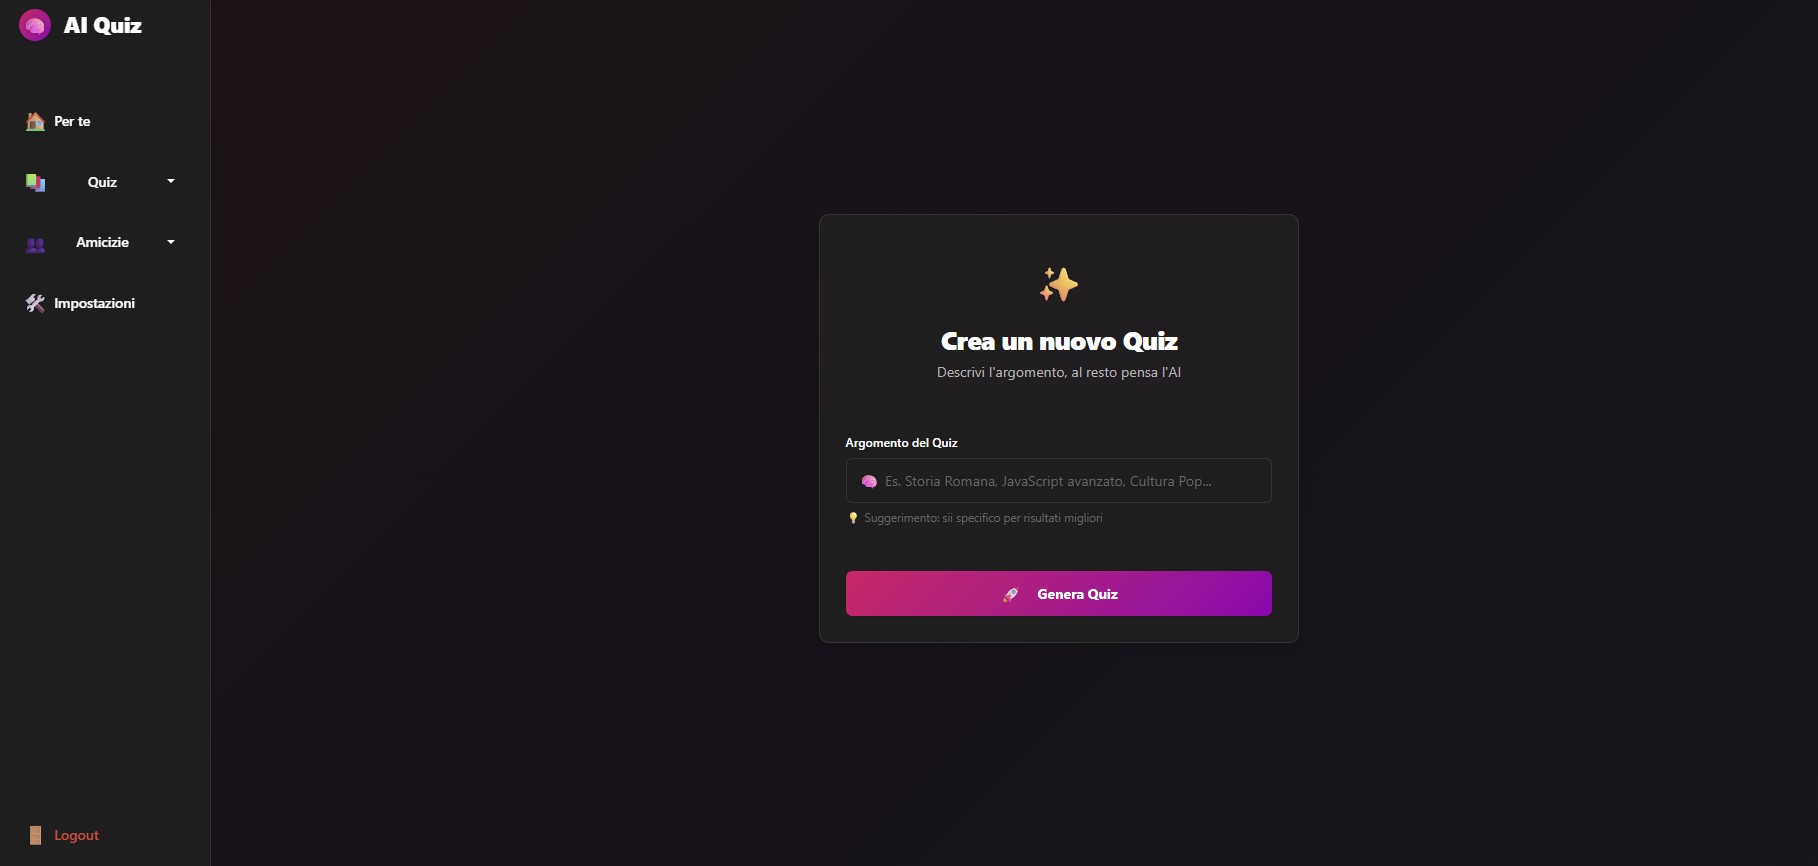 AI Quiz
Per te
Quiz
Amicizie
Impostazioni
Logout
Crea un nuovo Quiz
Descrivi l'argomento, al resto pensa l'AI
Argomento del Quiz
Es. Storia Romana, JavaScript avanzato, Cultura Pop...
Suggerimento: sii specifico per risultati migliori
Genera Quiz